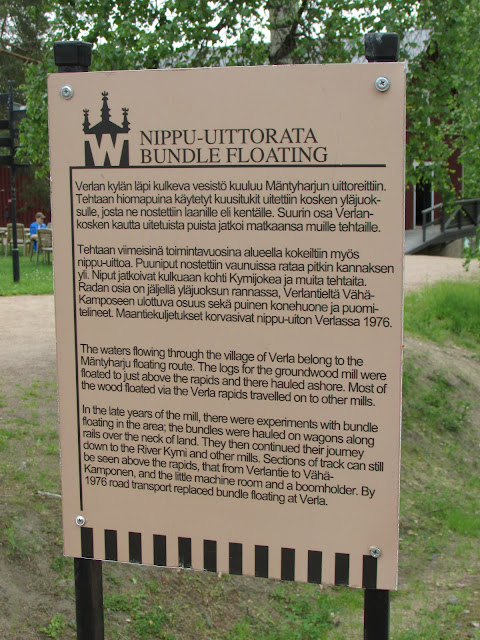 W
NIPPU-UITTORATA
BUNDLE FLOATING
Verlan kylän läpi kulkeva vesistö kuuluu Mäntyharjun uittoreittiin.
Tehtaan hiomapuina käytetyt kuusitukit uitettiin kosken yläjuok-
sulle, josta ne nostettiin laanille eli kentälle. Suurin osa Verlan-
kosken kautta uitetuista puista jatkoi matkaansa muille tehtaille.
Tehtaan viimeisinä toimintavuosina alueella kokeiltiin myös
nippu-uittoa. Puuniput nostettiin vaunuissa rataa pitkin kannaksen
yli. Niput jatkoivat kulkuaan kohti Kymijokea ja muita tehtaita.
Radan osia on jäljellä yläjuoksun rannassa, Verlantieltä Vähä-
Kamposeen ulottuva osuus sekä punainen konehuone ja puomi-
telineet. Maantiekuljetukset korvasivat nippu-uiton Verlassa 1976.
The waters flowing through the village of Verla belong to the
Mäntyharju floating route. The logs for the groundwood mill were
floated to just above the rapids and there hauled ashore. Most of
the wood floated via the Verla rapids travelled on to other mills.
In the late years of the mill, there were experiments with bundle
floating in the area; the bundles were hauled on wagons along
rails over the neck of land. They then continued their journey
down to the River Kymi and other mills. Sections of track can still
be seen above the rapids, that from Verlantie to Vähä-
Kamponen, and the little machine room and a boomholder. By
1976 road transport replaced bundle floating at Verla.